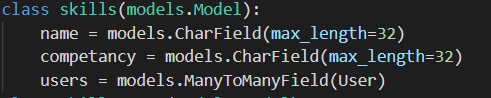 class skills(models.Model):
    name = models.CharField(max_length=32)
    competancy = models.CharField(max_length=32)
    users = models.ManyToManyField(User)